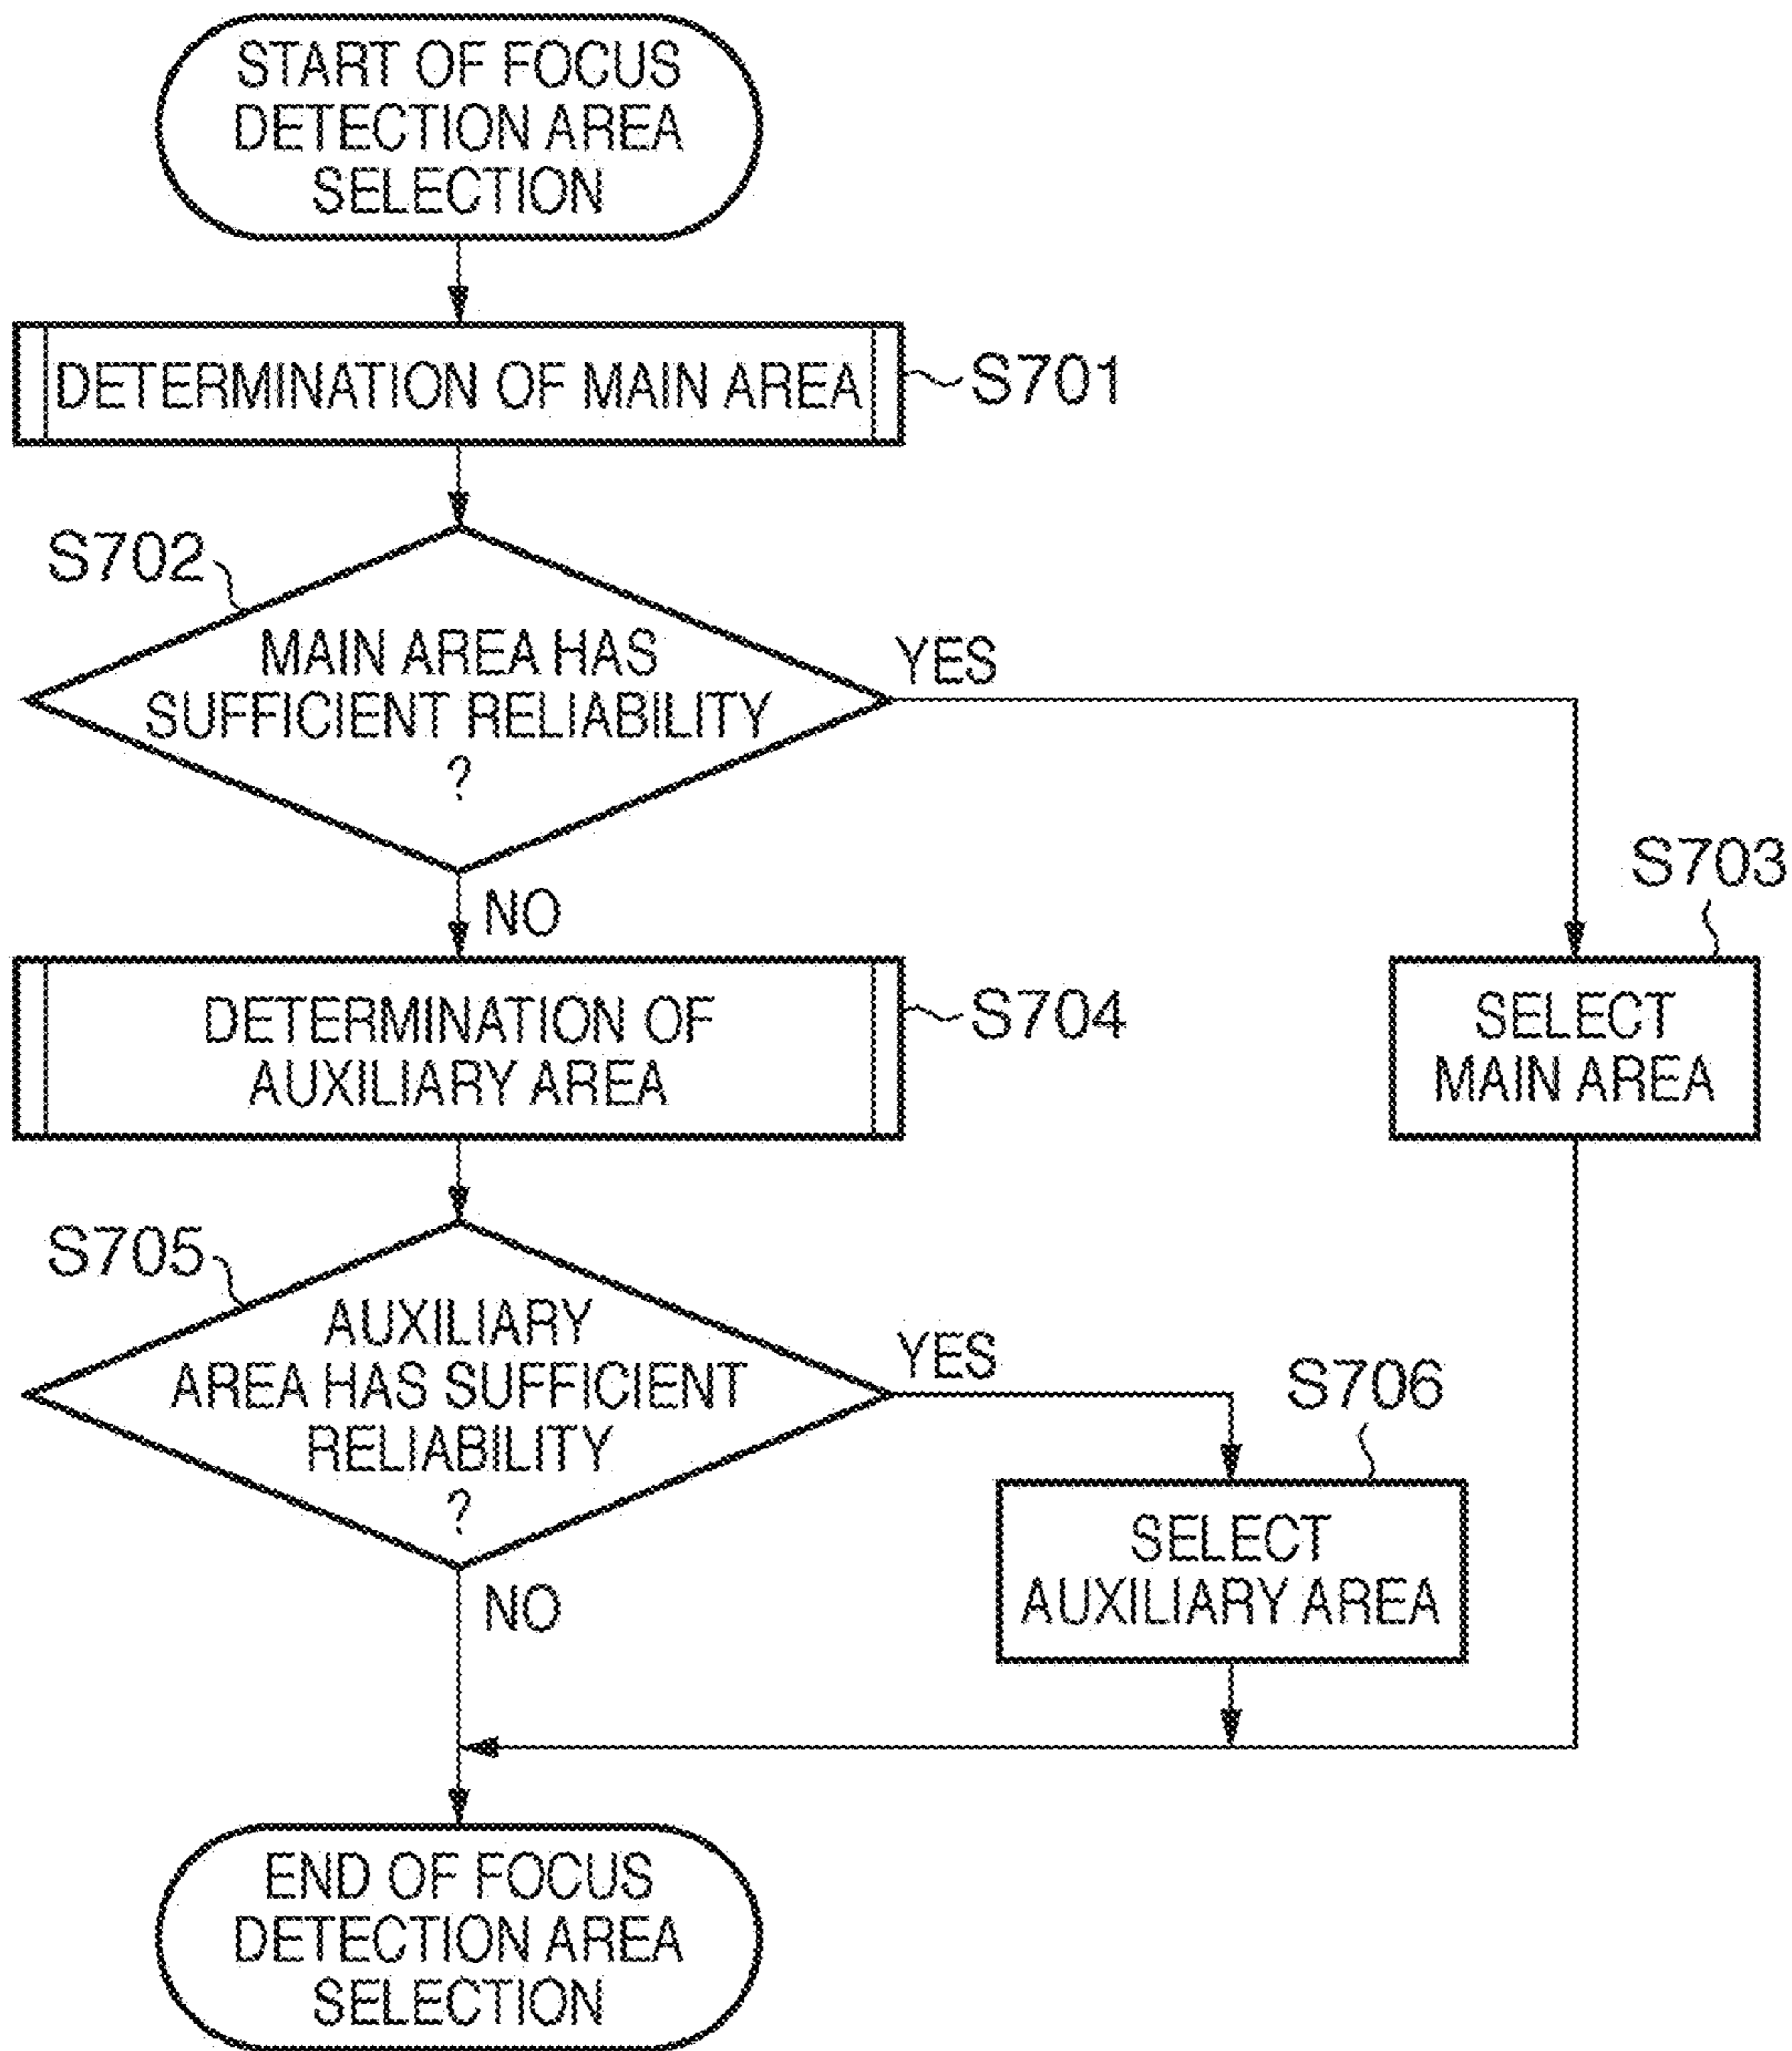 START OF FOCUS
DETECTION AREA
SELECTION
DETERMINATION OF MAIN AREA
S701
S702
MAIN AREA HAS
SUFFICIENT RELIABILITY
?
YES
NO
S703
SELECT
MAIN AREA
DETERMINATION OF
AUXILIARY AREA
S704
S705
AUXILIARY
AREA HAS SUFFICIENT
RELIABILITY
?
YES
NO
S706
SELECT
AUXILIARY AREA
END OF FOCUS
DETECTION AREA
SELECTION